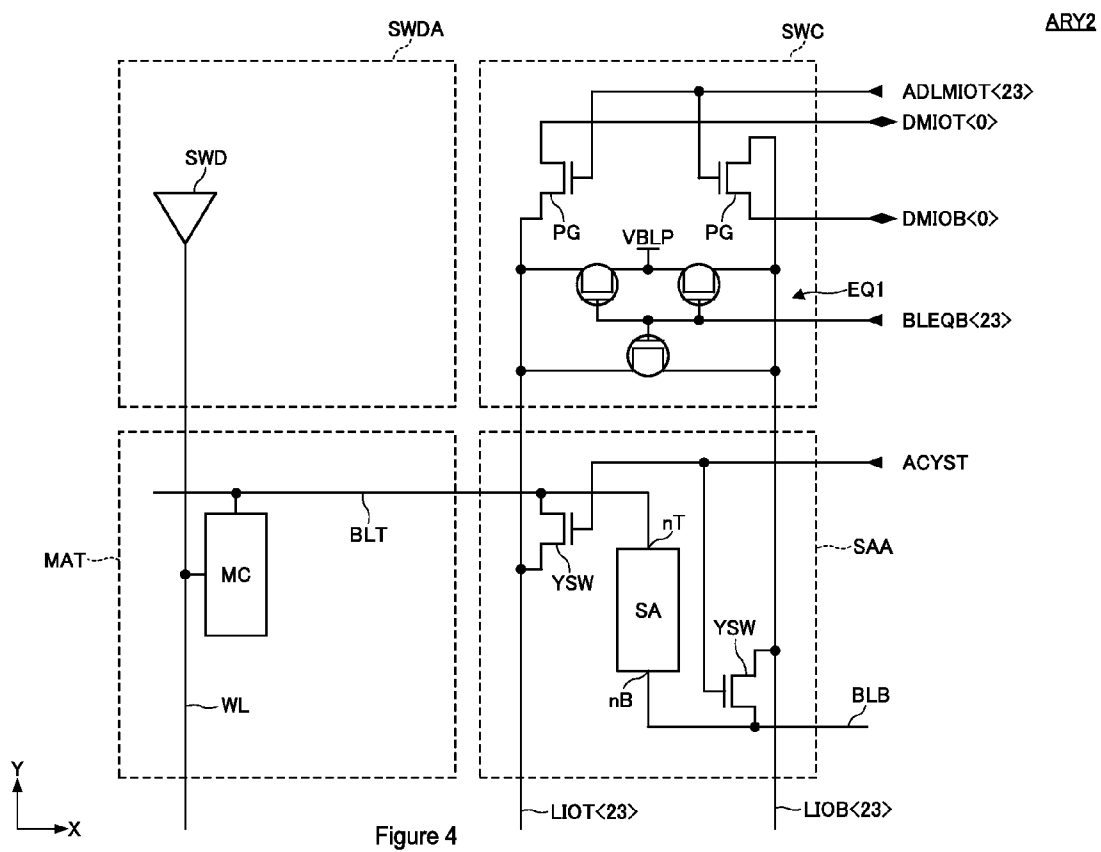 ARY2
SWDA
SWC
ADLMIOT<23>
DMIOT<0>
SWD
PG
PG
DMIOB<0>
VBLP
EQ1
BLEQB<23>
ACYST
BLT
nT
MAT
MC
YSW
SA
SAA
YSW
nB
WL
BLB
Y
X
LIOT<23>
LIOB<23>
Figure 4